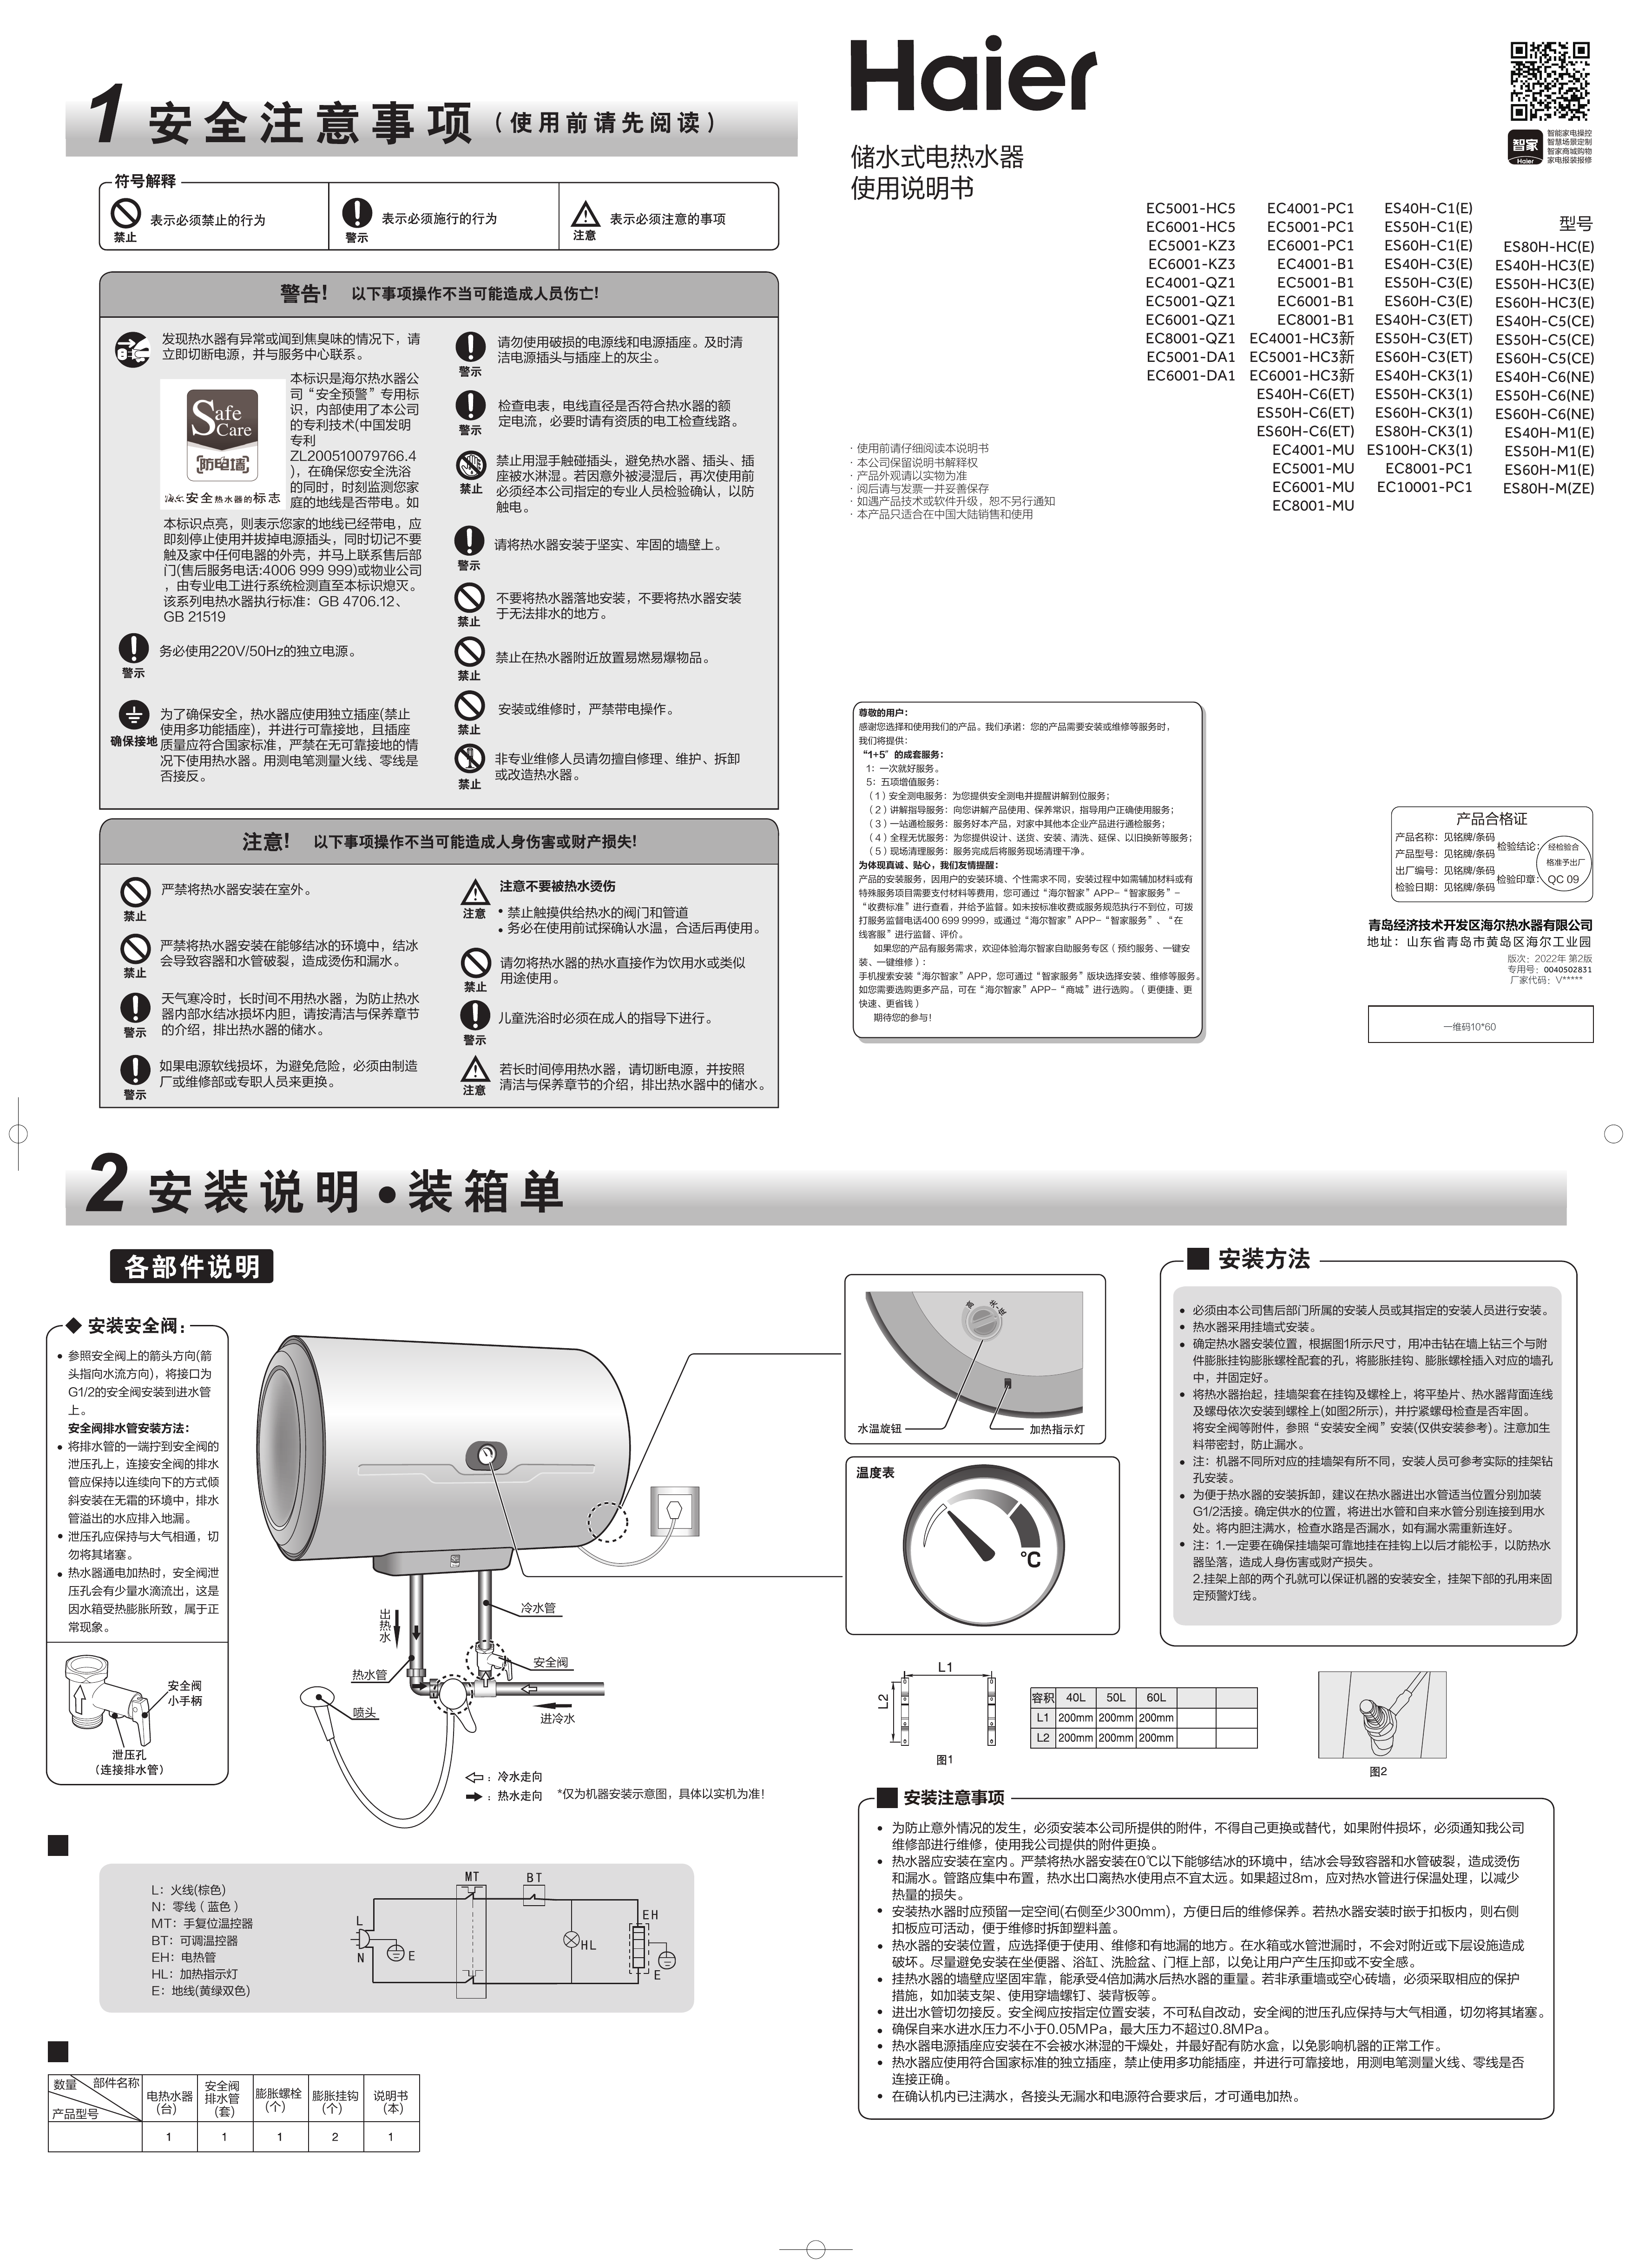 1 安全注意事项（使用前请先阅读）
符号解释
禁止 表示必须禁止的行为
警示 表示必须施行的行为
注意 表示必须注意的事项
警告! 以下事项操作不当可能造成人员伤亡!
发现热水器有异常或闻到焦臭味的情况下，请
立即切断电源，并与服务中心联系。
Safe
Care
防电墙
海尔安全热水器的标志
本标识是海尔热水器公
司“安全预警”专用标
识，内部使用了本公司
的专利技术(中国发明
专利
ZL200510079766.4
)，在确保您安全洗浴
的同时，时刻监测您家
庭的地线是否带电。如
本标识点亮，则表示您家的地线已经带电，应
即刻停止使用并拔掉电源插头，同时切记不要
触及家中任何电器的外壳，并马上联系售后部
门(售后服务电话:4006 999 999)或物业公司
，由专业电工进行系统检测直至本标识熄灭。
该系列电热水器执行标准：GB 4706.12、
GB 21519
警示
务必使用220V/50Hz的独立电源。
确保接地
为了确保安全，热水器应使用独立插座(禁止
使用多功能插座)，并进行可靠接地，且插座
质量应符合国家标准，严禁在无可靠接地的情
况下使用热水器。用测电笔测量火线、零线是
否接反。
警示
请勿使用破损的电源线和电源插座。及时清
洁电源插头与插座上的灰尘。
警示
检查电表，电线直径是否符合热水器的额
定电流，必要时请有资质的电工检查线路。
禁止
禁止用湿手触碰插头，避免热水器、插头、插
座被水淋湿。若因意外被浸湿后，再次使用前
必须经本公司指定的专业人员检验确认，以防
触电。
警示
请将热水器安装于坚实、牢固的墙壁上。
禁止
不要将热水器落地安装，不要将热水器安装
于无法排水的地方。
禁止
禁止在热水器附近放置易燃易爆物品。
禁止
安装或维修时，严禁带电操作。
禁止
非专业维修人员请勿擅自修理、维护、拆卸
或改造热水器。
注意! 以下事项操作不当可能造成人身伤害或财产损失!
禁止
严禁将热水器安装在室外。
禁止
严禁将热水器安装在能够结冰的环境中，结冰
会导致容器和水管破裂，造成烫伤和漏水。
警示
天气寒冷时，长时间不用热水器，为防止热水
器内部水结冰损坏内胆，请按清洁与保养章节
的介绍，排出热水器的储水。
警示
如果电源软线损坏，为避免危险，必须由制造
厂或维修部或专职人员来更换。
注意
注意不要被热水烫伤
• 禁止触摸供给热水的阀门和管道
• 务必在使用前试探确认水温，合适后再使用。
禁止
请勿将热水器的热水直接作为饮用水或类似
用途使用。
警示
儿童洗浴时必须在成人的指导下进行。
注意
若长时间停用热水器，请切断电源，并按照
清洁与保养章节的介绍，排出热水器中的储水。
Haier
储水式电热水器
使用说明书
智家
Haier
智能家电操控
智慧场景定制
智家商城购物
家电报装报修
型号
EC5001-HC5 EC4001-PC1 ES40H-C1(E)
EC6001-HC5 EC5001-PC1 ES50H-C1(E)
EC5001-KZ3 EC6001-PC1 ES60H-C1(E) ES80H-HC(E)
EC6001-KZ3 EC4001-B1 ES40H-C3(E) ES40H-HC3(E)
EC4001-QZ1 EC5001-B1 ES50H-C3(E) ES50H-HC3(E)
EC5001-QZ1 EC6001-B1 ES60H-C3(E) ES60H-HC3(E)
EC6001-QZ1 EC8001-B1 ES40H-C3(ET) ES40H-C5(CE)
EC8001-QZ1 EC4001-HC3新 ES50H-C3(ET) ES50H-C5(CE)
EC5001-DA1 EC5001-HC3新 ES60H-C3(ET) ES60H-C5(CE)
EC6001-DA1 EC6001-HC3新 ES40H-CK3(1) ES40H-C6(NE)
ES40H-C6(ET) ES50H-CK3(1) ES50H-C6(NE)
ES50H-C6(ET) ES60H-CK3(1) ES60H-C6(NE)
ES60H-C6(ET) ES80H-CK3(1) ES40H-M1(E)
EC4001-MU ES100H-CK3(1) ES50H-M1(E)
EC5001-MU EC8001-PC1 ES60H-M1(E)
EC6001-MU EC10001-PC1 ES80H-M(ZE)
EC8001-MU
· 使用前请仔细阅读本说明书
· 本公司保留说明书解释权
· 产品外观请以实物为准
· 阅后请与发票一并妥善保存
· 如遇产品技术或软件升级，恕不另行通知
· 本产品只适合在中国大陆销售和使用
尊敬的用户：
感谢您选择和使用我们的产品。我们承诺：您的产品需要安装或维修等服务时，
我们将提供：
“1+5”的成套服务：
1：一次就好服务。
5：五项增值服务：
（1）安全测电服务：为您提供安全测电并提醒讲解到位服务；
（2）讲解指导服务：向您讲解产品使用、保养常识，指导用户正确使用服务；
（3）一站通检服务：服务好本产品，对家中其他本企业产品进行通检服务；
（4）全程无忧服务：为您提供设计、送货、安装、清洗、延保、以旧换新等服务；
（5）现场清理服务：服务完成后将服务现场清理干净。
为体现真诚、贴心，我们友情提醒：
产品的安装服务，因用户的安装环境、个性需求不同，安装过程中如需辅加材料或有
特殊服务项目需要支付材料等费用，您可通过“海尔智家”APP-“智家服务”-
“收费标准”进行查看，并给予监督。如未按标准收费或服务规范执行不到位，可拨
打服务监督电话400 699 9999，或通过“海尔智家”APP-“智家服务”、“在
线客服”进行监督、评价。
如果您的产品有服务需求，欢迎体验海尔智家自助服务专区（预约服务、一键安
装、一键维修）：
手机搜索安装“海尔智家”APP，您可通过“智家服务”版块选择安装、维修等服务。
如您需要选购更多产品，可在“海尔智家”APP-“商城”进行选购。（更便捷、更
快速、更省钱）
期待您的参与!
产品合格证
产品名称：见铭牌/条码
产品型号：见铭牌/条码
出厂编号：见铭牌/条码
检验日期：见铭牌/条码
检验结论：
检验印章：
经检验合
格准予出厂
QC 09
青岛经济技术开发区海尔热水器有限公司
地址：山东省青岛市黄岛区海尔工业园
版次：2022年 第2版
专用号：0040502831
厂家代码：V*****
一维码10*60
2 安装说明•装箱单
各部件说明
◆ 安装安全阀：
• 参照安全阀上的箭头方向(箭
头指向水流方向)，将接口为
G1/2的安全阀安装到进水管
上。
安全阀排水管安装方法：
• 将排水管的一端拧到安全阀的
泄压孔上，连接安全阀的排水
管应保持以连续向下的方式倾
斜安装在无霜的环境中，排水
管溢出的水应排入地漏。
• 泄压孔应保持与大气相通，切
勿将其堵塞。
• 热水器通电加热时，安全阀泄
压孔会有少量水滴流出，这是
因水箱受热膨胀所致，属于正
常现象。
安全阀
小手柄
泄压孔
（连接排水管）
出热水
冷水管
安全阀
热水管
喷头
进冷水
：冷水走向
：热水走向
*仅为机器安装示意图，具体以实机为准！
高
关-低
水温旋钮
加热指示灯
温度表
℃
安装方法
• 必须由本公司售后部门所属的安装人员或其指定的安装人员进行安装。
• 热水器采用挂墙式安装。
• 确定热水器安装位置，根据图1所示尺寸，用冲击钻在墙上钻三个与附
件膨胀挂钩膨胀螺栓配套的孔，将膨胀挂钩、膨胀螺栓插入对应的墙孔
中，并固定好。
• 将热水器抬起，挂墙架套在挂钩及螺栓上，将平垫片、热水器背面连线
及螺母依次安装到螺栓上(如图2所示)，并拧紧螺母检查是否牢固。
将安全阀等附件，参照“安装安全阀”安装(仅供安装参考)。注意加生
料带密封，防止漏水。
• 注：机器不同所对应的挂墙架有所不同，安装人员可参考实际的挂架钻
孔安装。
• 为便于热水器的安装拆卸，建议在热水器进出水管适当位置分别加装
G1/2活接。确定供水的位置，将进出水管和自来水管分别连接到用水
处。将内胆注满水，检查水路是否漏水，如有漏水需重新连好。
• 注：1.一定要在确保挂墙架可靠地挂在挂钩上以后才能松手，以防热水
器坠落，造成人身伤害或财产损失。
2.挂架上部的两个孔就可以保证机器的安装安全，挂架下部的孔用来固
定预警灯线。
L1
L2
图1
容积 40L 50L 60L
L1 200mm 200mm 200mm
L2 200mm 200mm 200mm
图2
安装注意事项
• 为防止意外情况的发生，必须安装本公司所提供的附件，不得自己更换或替代，如果附件损坏，必须通知我公司
维修部进行维修，使用我公司提供的附件更换。
• 热水器应安装在室内。严禁将热水器安装在0℃以下能够结冰的环境中，结冰会导致容器和水管破裂，造成烫伤
和漏水。管路应集中布置，热水出口离热水使用点不宜太远。如果超过8m，应对热水管进行保温处理，以减少
热量的损失。
• 安装热水器时应预留一定空间(右侧至少300mm)，方便日后的维修保养。若热水器安装时嵌于扣板内，则右侧
扣板应可活动，便于维修时拆卸塑料盖。
• 热水器的安装位置，应选择便于使用、维修和有地漏的地方。在水箱或水管泄漏时，不会对附近或下层设施造成
破坏。尽量避免安装在坐便器、浴缸、洗脸盆、门框上部，以免让用户产生压抑或不安全感。
• 挂热水器的墙壁应坚固牢靠，能承受4倍加满水后热水器的重量。若非承重墙或空心砖墙，必须采取相应的保护
措施，如加装支架、使用穿墙螺钉、装背板等。
• 进出水管切勿接反。安全阀应按指定位置安装，不可私自改动，安全阀的泄压孔应保持与大气相通，切勿将其堵塞。
• 确保自来水进水压力不小于0.05MPa，最大压力不超过0.8MPa。
• 热水器电源插座应安装在不会被水淋湿的干燥处，并最好配有防水盒，以免影响机器的正常工作。
• 热水器应使用符合国家标准的独立插座，禁止使用多功能插座，并进行可靠接地，用测电笔测量火线、零线是否
连接正确。
• 在确认机内已注满水，各接头无漏水和电源符合要求后，才可通电加热。
L：火线(棕色)
N：零线（蓝色）
MT：手复位温控器
BT：可调温控器
EH：电热管
HL：加热指示灯
E：地线(黄绿双色)
MT
BT
L
N
E
HL
EH
E
数量 部件名称
产品型号
电热水器
(台)
安全阀
排水管
(套)
膨胀螺栓
(个)
膨胀挂钩
(个)
说明书
(本)
1 1 1 2 1